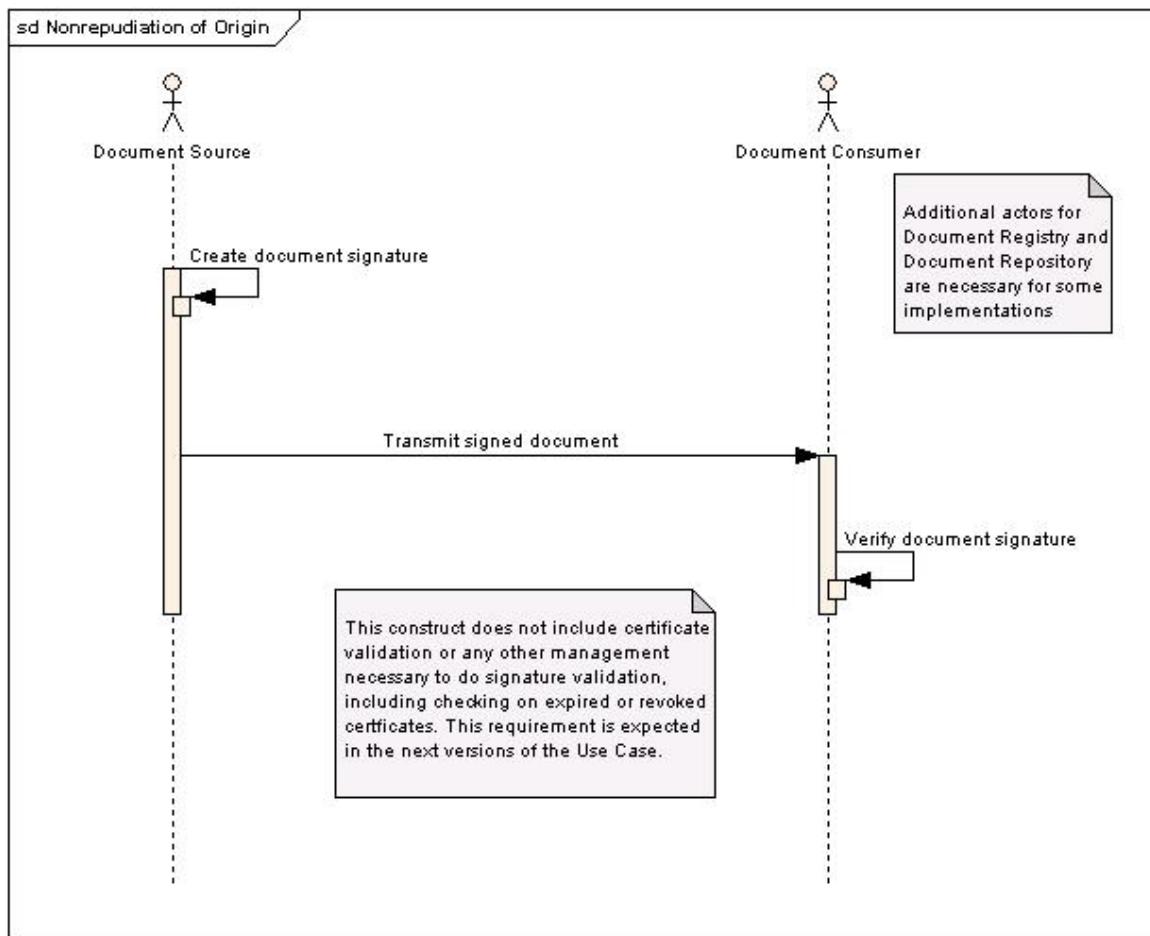 sd Nonrepudiation of Origin
Document Source
Document Consumer
Additional actors for
Document Registry and
Document Repository
are necessary for some
implementations
Create document signature
Transmit signed document
Verify document signature
This construct does not include certificate
validation or any other management
necessary to do signature validation,
including checking on expired or revoked
certficates. This requirement is expected
in the next versions of the Use Case.